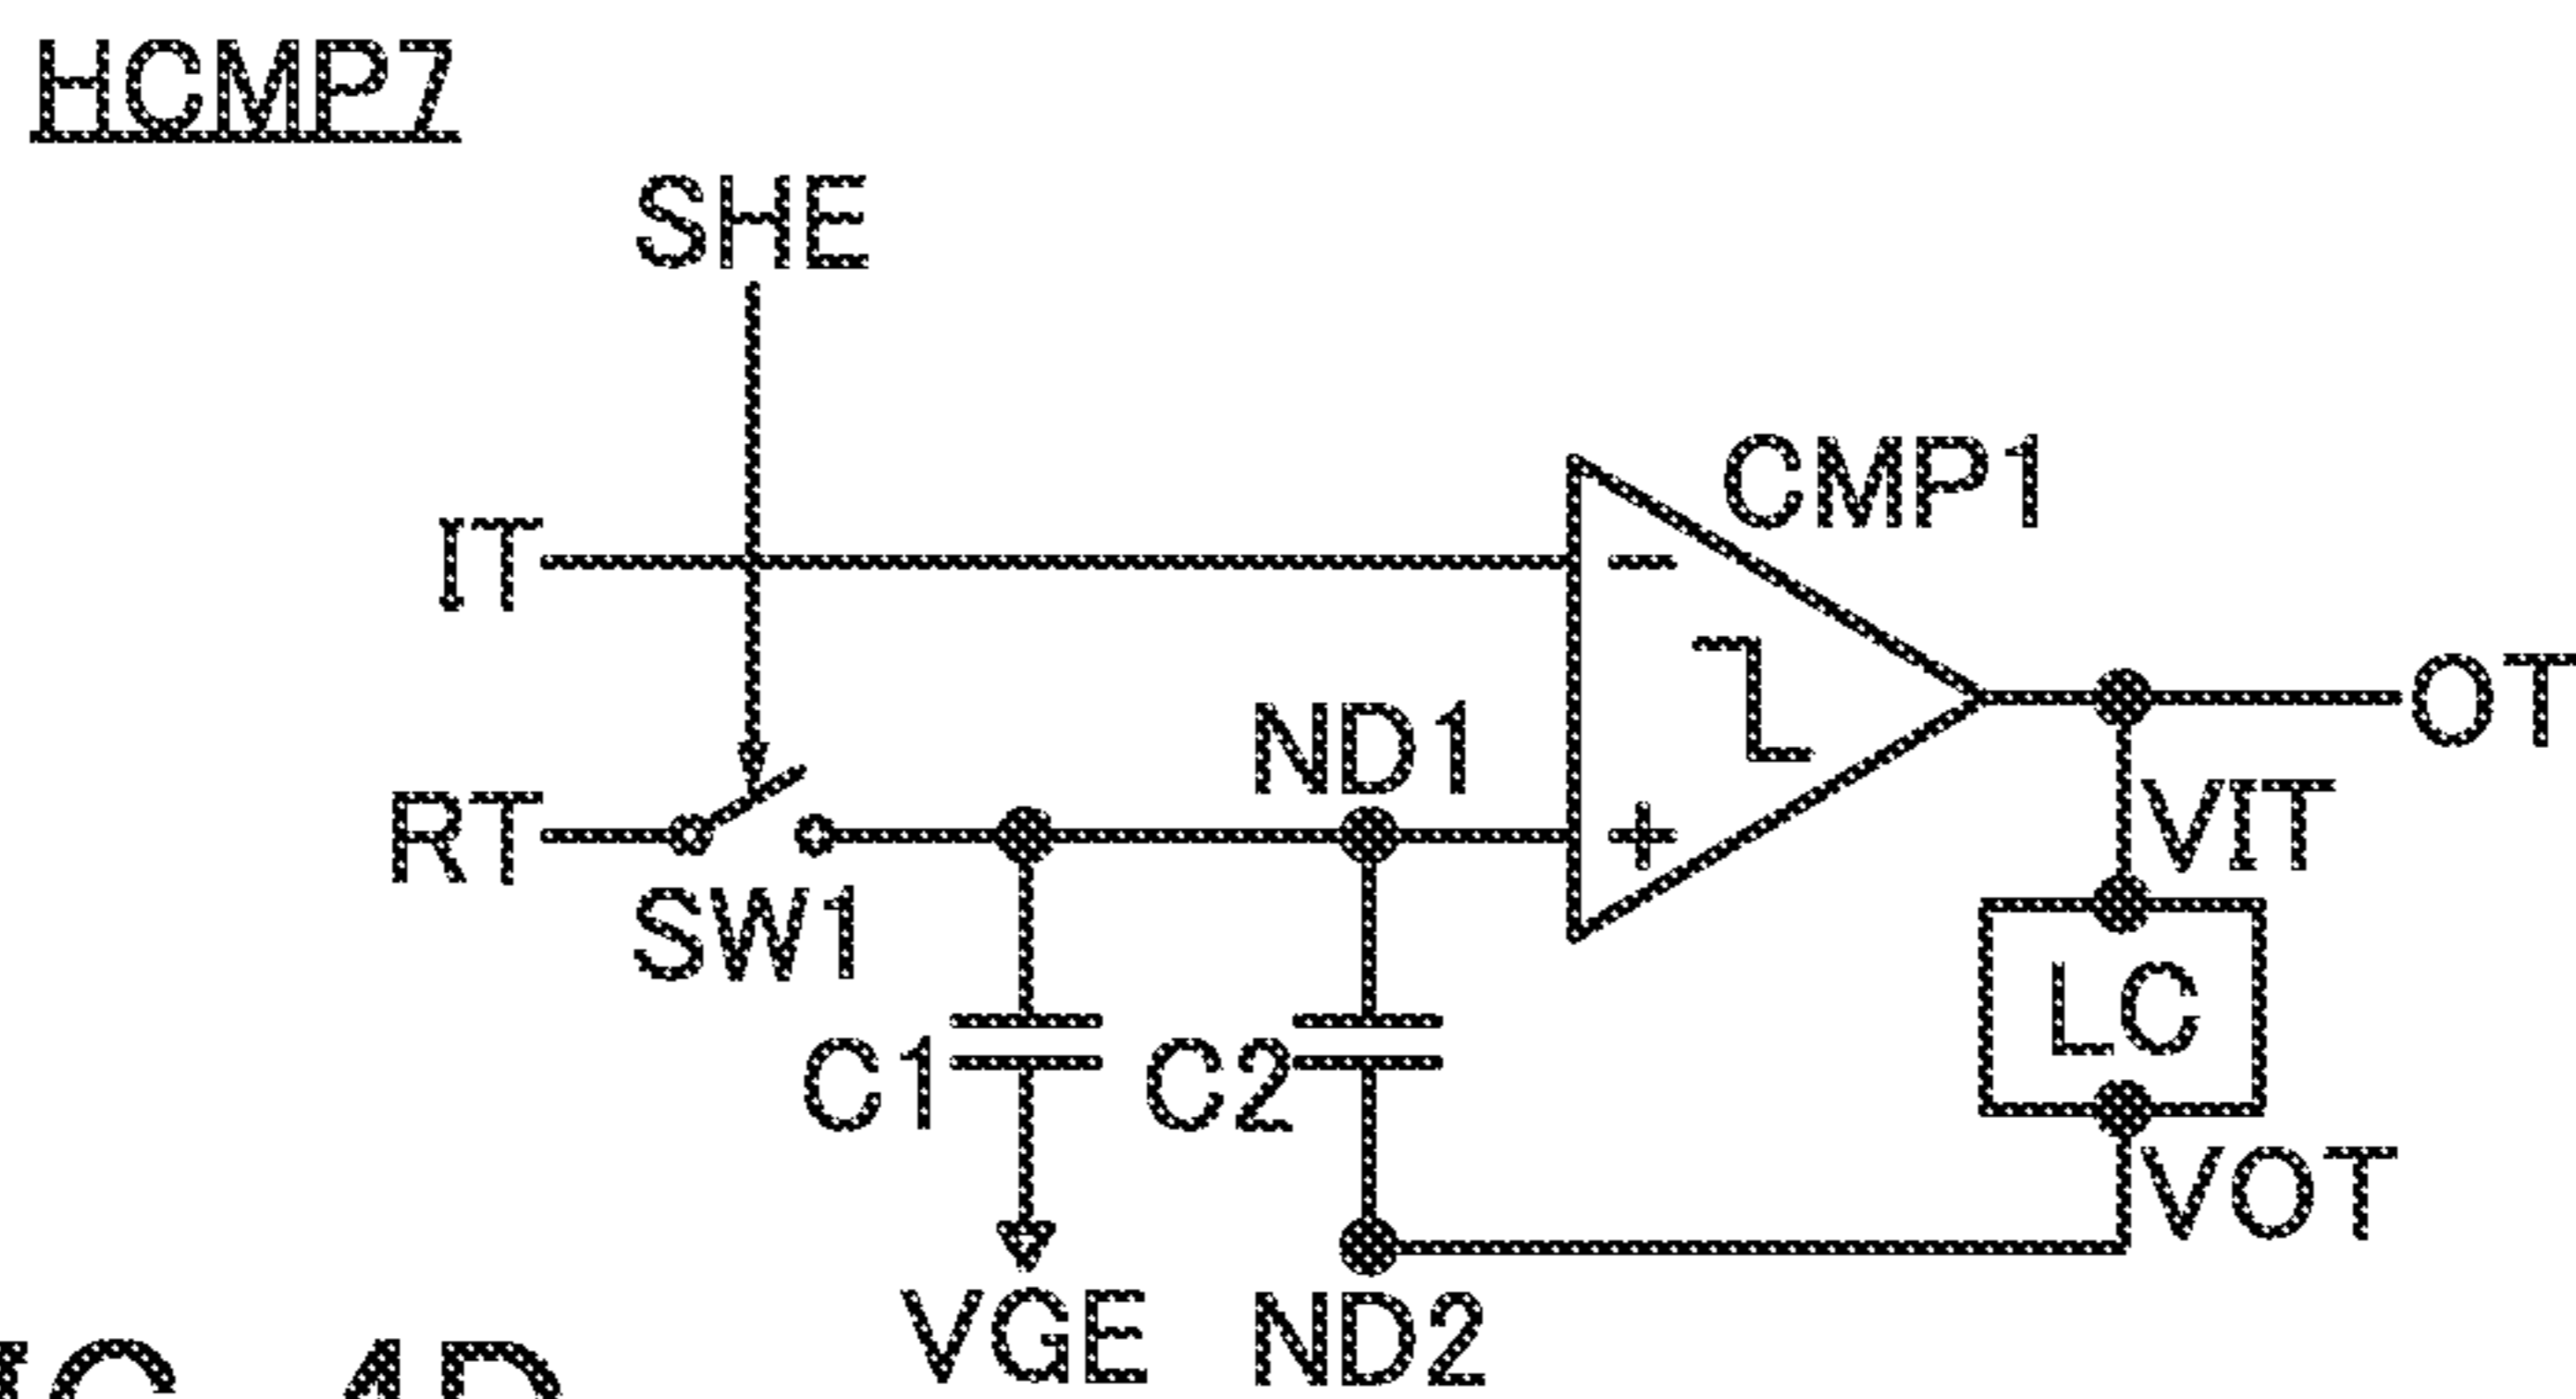 HCMP7
SHE
CMP1
IT
−
OT
ND1
VIT
RT
+
SW1
LC
C1
C2
VOT
VGE
ND2